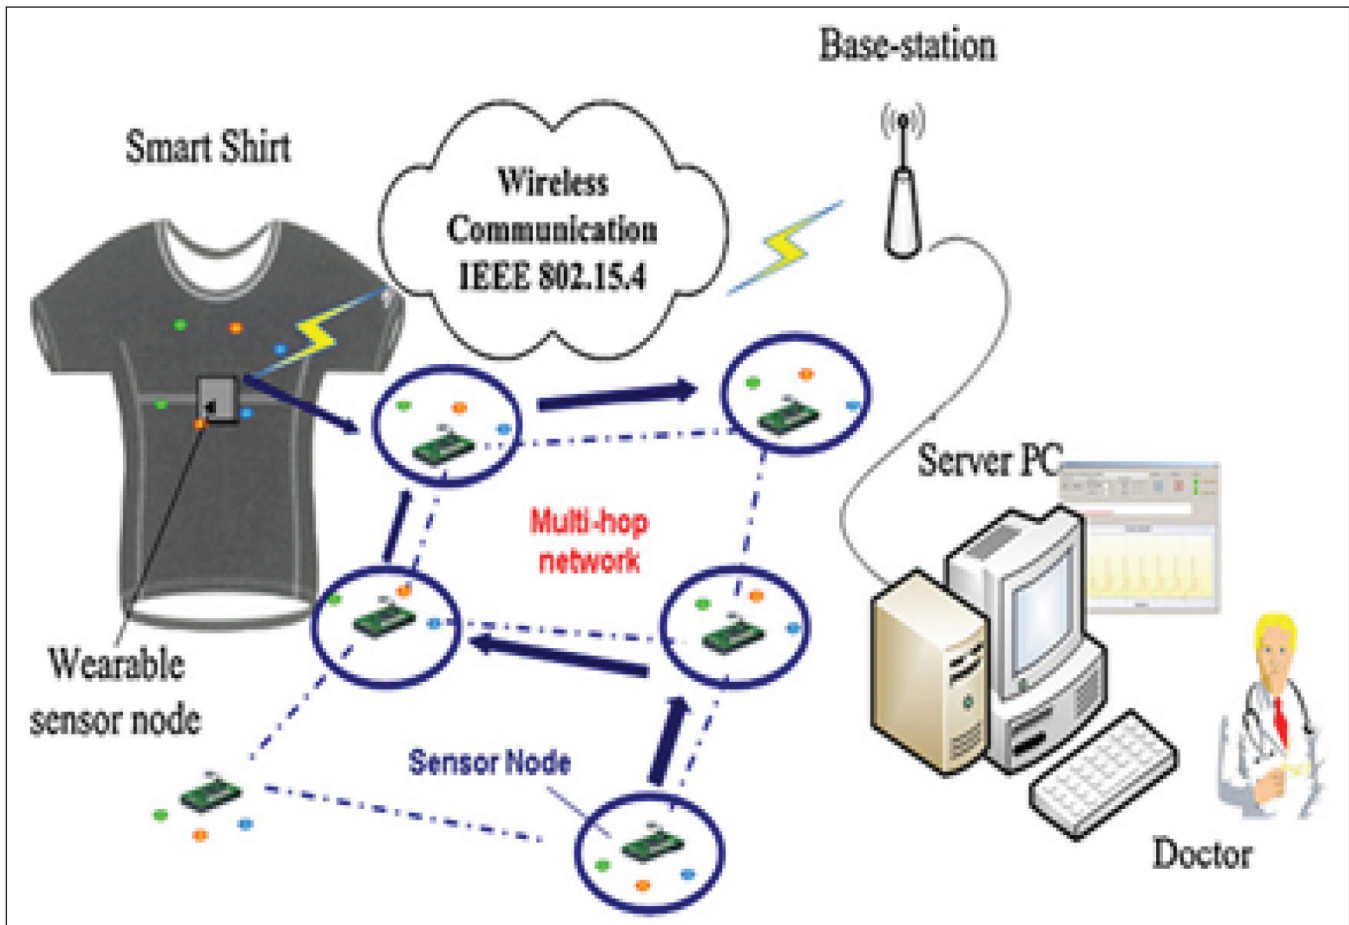 Base-station
Smart Shirt
Wireless
Communication
IEEE 802.15.4
Server PC
Multi-hop
network
Wearable
sensor node
Sensor Node
Doctor